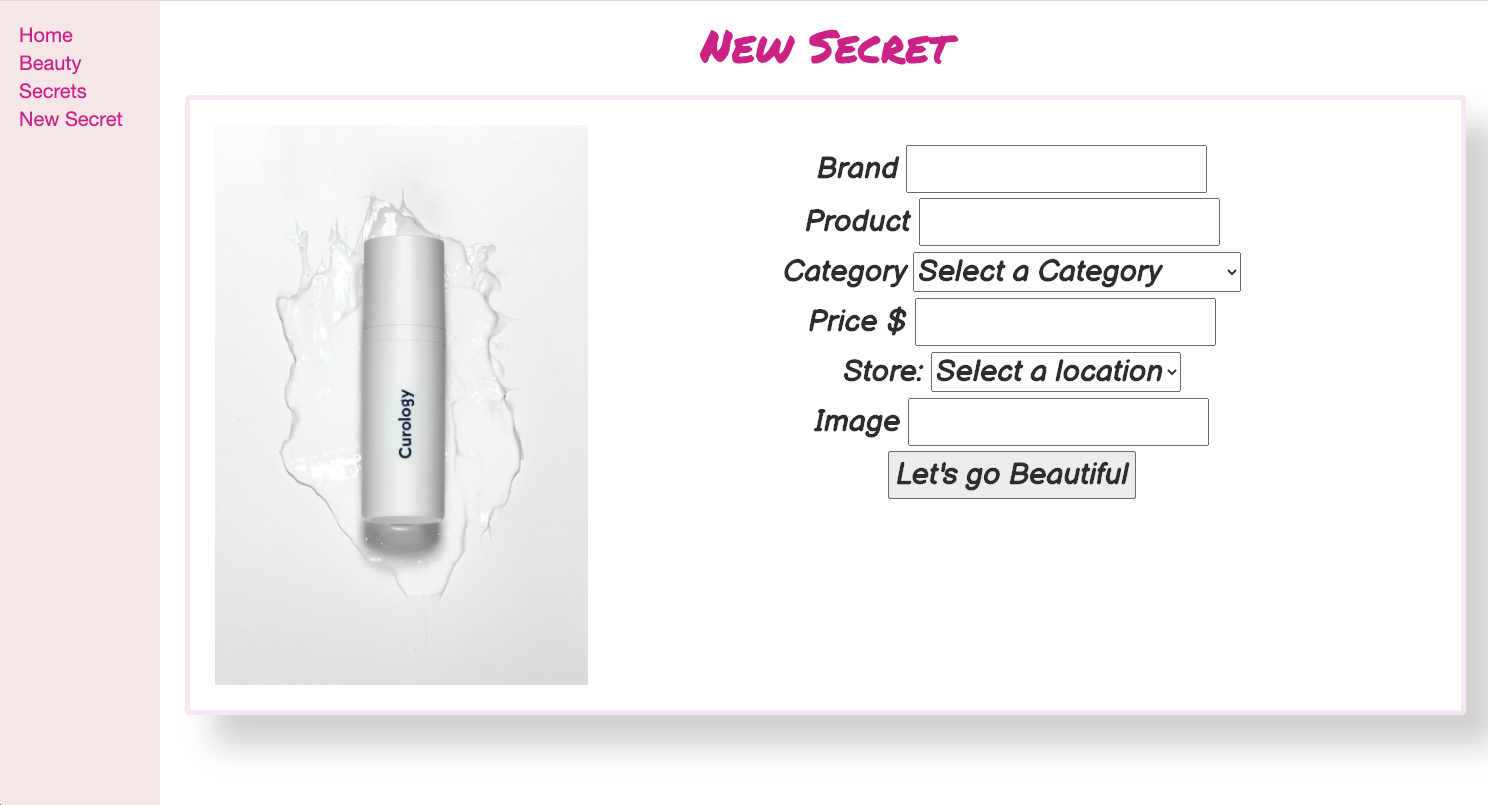 Home
Beauty
Secrets
New Secret
New Secret
Brand
Product
Category Select a Category
Price $
Store: Select a location
Image
Let's go Beautiful
Curology